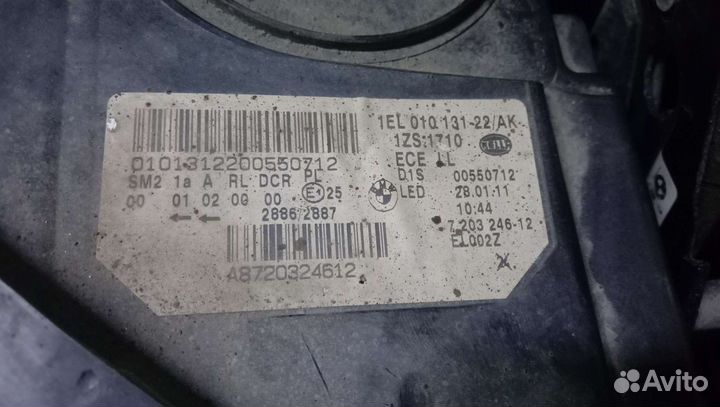 1EL 010.131-22/AK
0101312200550712
1ZS:1710
ECE LL
SM2 1a A RL DCR PL
D1S 00550712
00 01 02 00 00 E1 25
LED 28.01.11
2886/2887
10:44
7 203 246-12
EL002Z
A8720324612
8
Avito